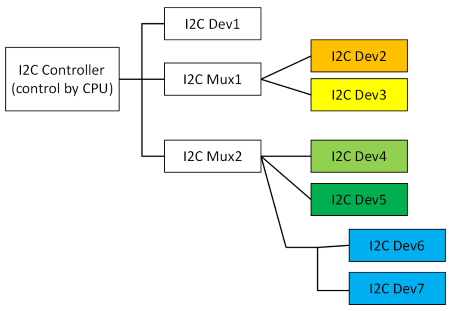 I2C Dev1
I2C Controller
(control by CPU)
I2C Mux1
I2C Dev2
I2C Dev3
I2C Mux2
I2C Dev4
I2C Dev5
I2C Dev6
I2C Dev7